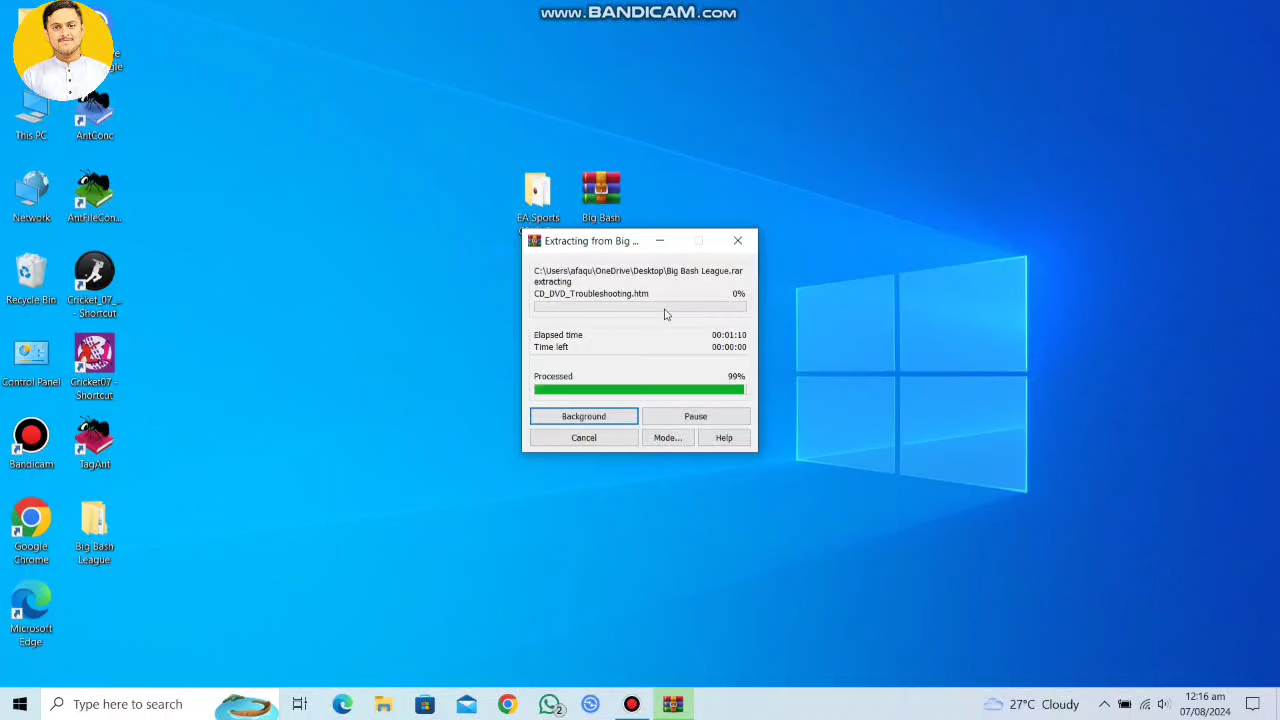 www.BANDICAM.com
This PC
AntConc
Network
AntFileCon...
Recycle Bin
Cricket_07_...
- Shortcut
Control Panel
Cricket07 -
Shortcut
Bandicam
TagAnt
Google
Chrome
Big Bash
League
Microsoft
Edge
EA Sports
Big Bash
Extracting from Big ...
C:\Users\afaqu\OneDrive\Desktop\Big Bash League.rar
extracting
CD_DVD_Troubleshooting.htm 0%
Elapsed time 00:01:10
Time left 00:00:00
Processed 99%
Background Pause
Cancel Mode... Help
Type here to search
2
27°C Cloudy
12:16 am
07/08/2024